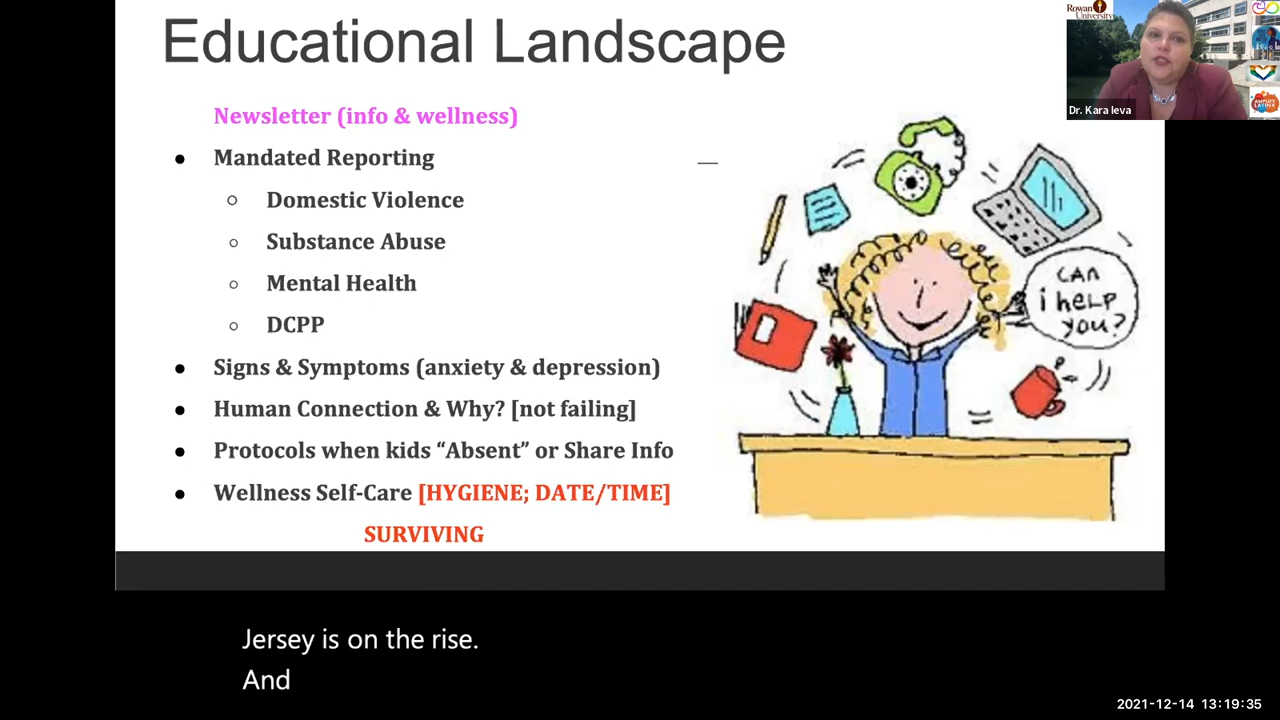 Educational Landscape
Newsletter (info & wellness)
● Mandated Reporting
○ Domestic Violence
○ Substance Abuse
○ Mental Health
○ DCPP
● Signs & Symptoms (anxiety & depression)
● Human Connection & Why? [not failing]
● Protocols when kids “Absent” or Share Info
● Wellness Self-Care [HYGIENE; DATE/TIME]
SURVIVING
CAN
i HELP
you?
Rowan
University
Dr. Kara Ieva
AMPLIFY
LATINX
Jersey is on the rise.
And
2021-12-14 13:19:35